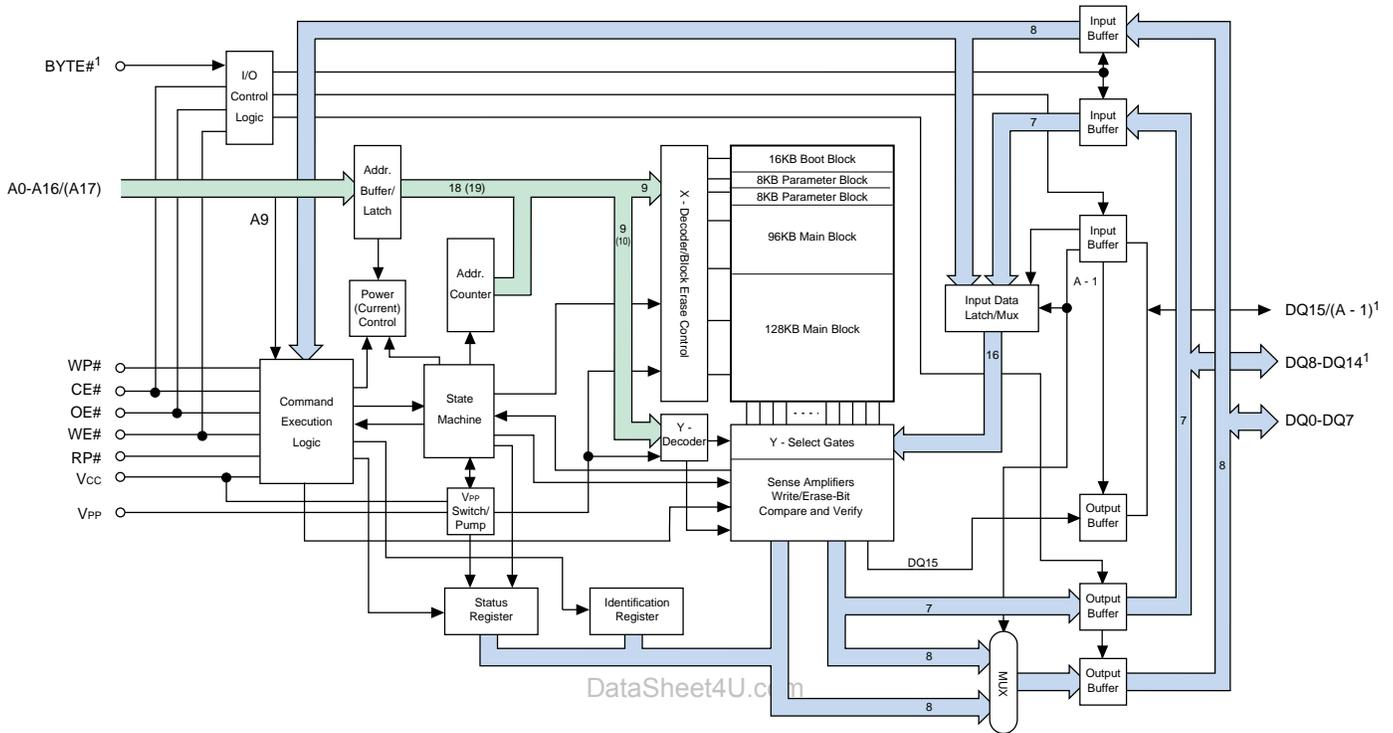 Input
Buffer
8
BYTE#1
I/O
Control
Logic
Input
Buffer
7
Addr.
Buffer/
Latch
A0-A16/(A17)
18 (19)
9
A9
9
(10)
X - Decoder/Block Erase Control
16KB Boot Block
8KB Parameter Block
8KB Parameter Block
96KB Main Block
128KB Main Block
Input
Buffer
A - 1
Addr.
Counter
Power
(Current)
Control
Input Data
Latch/Mux
16
DQ15/(A - 1)1
DQ8-DQ141
DQ0-DQ7
7
8
WP#
CE#
OE#
WE#
RP#
VCC
VPP
Command
Execution
Logic
State
Machine
VPP
Switch/
Pump
Y -
Decoder
Y - Select Gates
Sense Amplifiers
Write/Erase-Bit
Compare and Verify
Output
Buffer
DQ15
Status
Register
Identification
Register
7
Output
Buffer
8
MUX
Output
Buffer
8
DataSheet4U.com